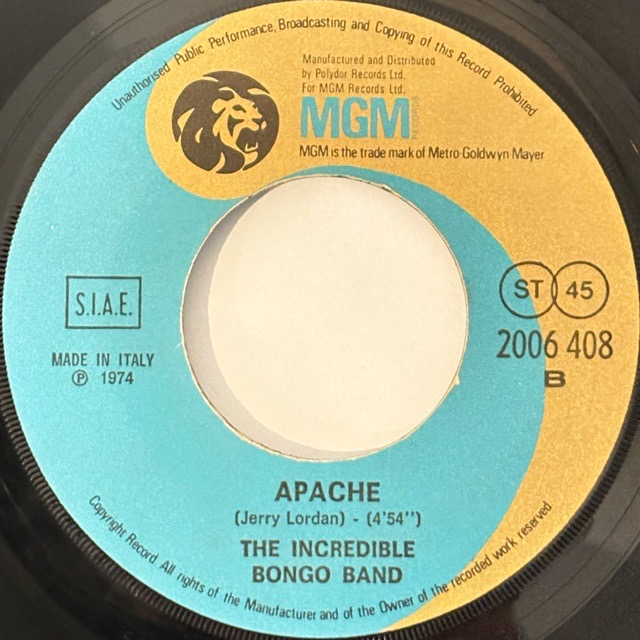 Unauthorised Public Performance, Broadcasting and Copying of this Record Prohibited
Manufactured and Distributed
by Polydor Records Ltd.
For MGM Records Ltd.
MGM
RECORDS
MGM is the trade mark of Metro-Goldwyn-Mayer
S.I.A.E.
MADE IN ITALY
℗ 1974
ST 45
2006 408
B
APACHE
(Jerry Lordan) - (4'54'')
THE INCREDIBLE
BONGO BAND
Copyright Record All rights of the Manufacturer and of the Owner of the recorded work reserved